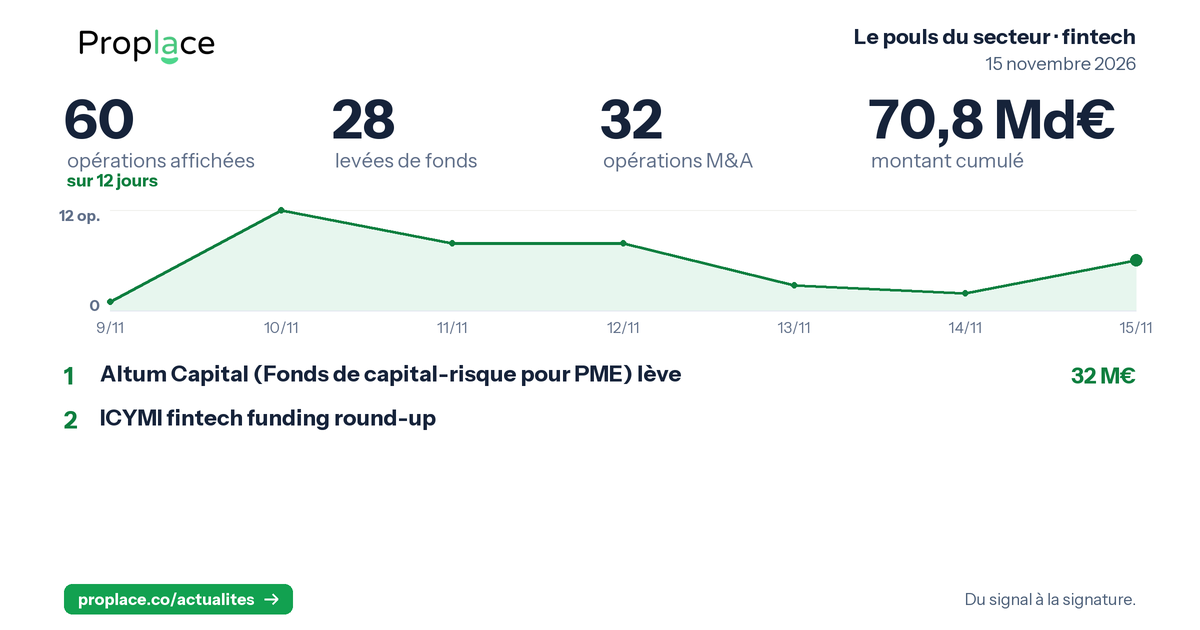 Proplace
Le pouls du secteur · fintech
15 novembre 2026
60
opérations affichées
sur 12 jours
28
levées de fonds
32
opérations M&A
70,8 Md€
montant cumulé
12 op.
0
9/11 10/11 11/11 12/11 13/11 14/11 15/11
1 Altum Capital (Fonds de capital-risque pour PME) lève 32 M€
2 ICYMI fintech funding round-up
proplace.co/actualites →
Du signal à la signature.